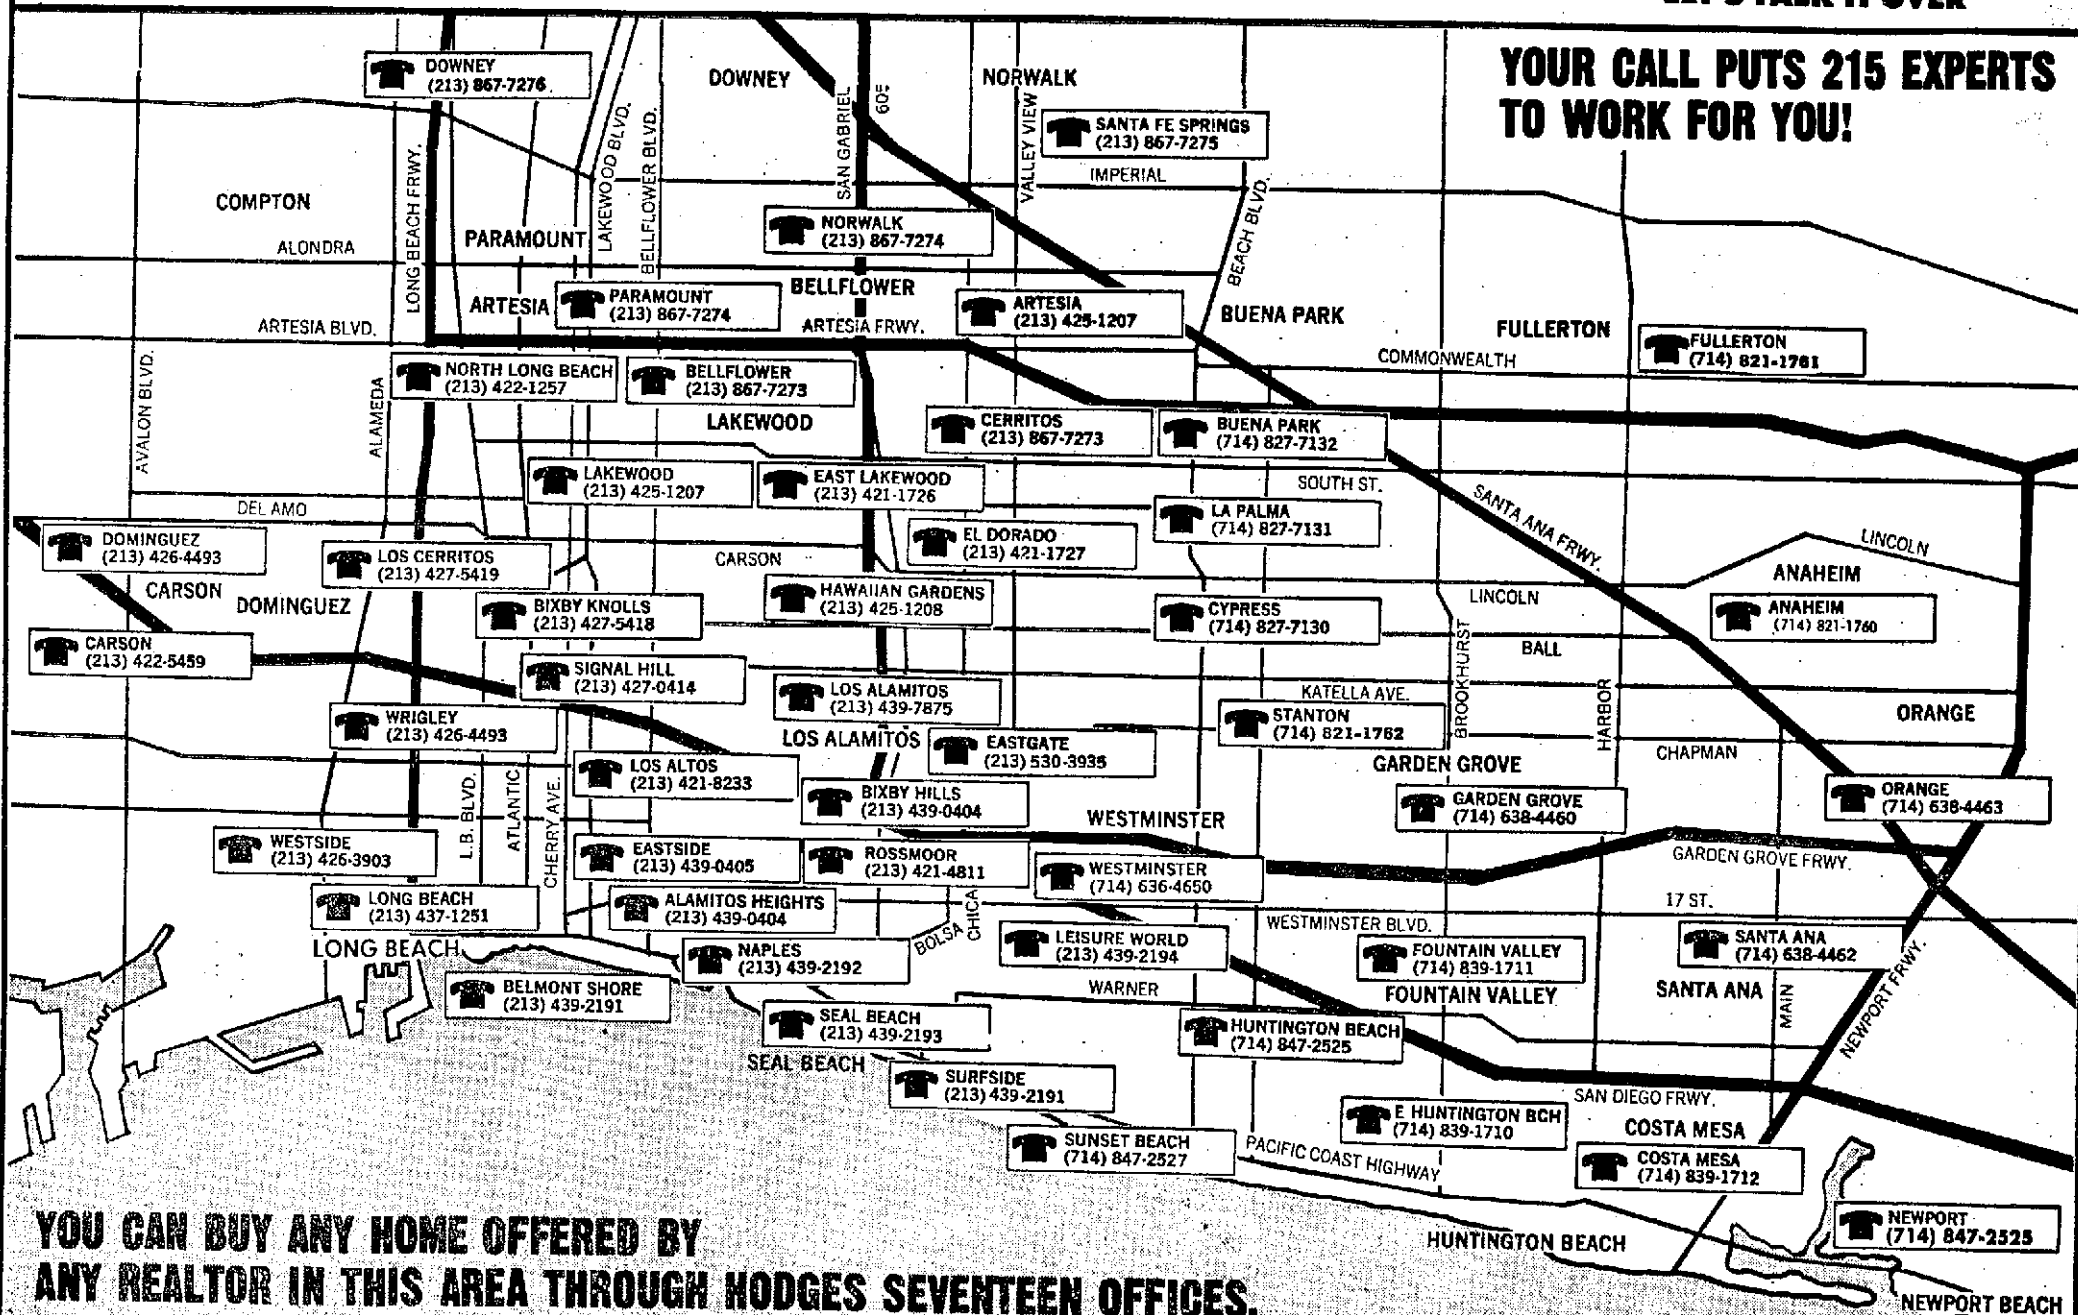 LET'S TALK IT OVER
YOUR CALL PUTS 215 EXPERTS
TO WORK FOR YOU!
DOWNEY
(213) 867-7276
DOWNEY
NORWALK
SAN GABRIEL
605
VALLEY VIEW
SANTA FE SPRINGS
(213) 867-7275
IMPERIAL
LONG BEACH FRWY.
LAKEWOOD BLVD.
BELLFLOWER BLVD.
BEACH BLVD.
COMPTON
ALONDRA
PARAMOUNT
NORWALK
(213) 867-7274
ARTESIA
PARAMOUNT
(213) 867-7274
BELLFLOWER
ARTESIA
(213) 425-1207
BUENA PARK
FULLERTON
FULLERTON
(714) 821-1761
ARTESIA BLVD.
ARTESIA FRWY.
COMMONWEALTH
AVALON BLVD.
ALAMEDA
NORTH LONG BEACH
(213) 422-1257
BELLFLOWER
(213) 867-7273
LAKEWOOD
CERRITOS
(213) 867-7273
BUENA PARK
(714) 827-7132
LAKEWOOD
(213) 425-1207
EAST LAKEWOOD
(213) 421-1726
SOUTH ST.
SANTA ANA FRWY.
DEL AMO
LA PALMA
(714) 827-7131
DOMINGUEZ
(213) 426-4493
LOS CERRITOS
(213) 427-5419
CARSON
EL DORADO
(213) 421-1727
LINCOLN
ANAHEIM
CARSON
DOMINGUEZ
BIXBY KNOLLS
(213) 427-5418
HAWAIIAN GARDENS
(213) 425-1208
CYPRESS
(714) 827-7130
LINCOLN
ANAHEIM
(714) 821-1760
CARSON
(213) 422-5459
SIGNAL HILL
(213) 427-0414
BALL
BROOKHURST
HARBOR
LOS ALAMITOS
(213) 439-7875
KATELLA AVE.
WRIGLEY
(213) 426-4493
LOS ALAMITOS
EASTGATE
(213) 530-3935
STANTON
(714) 821-1762
ORANGE
CHAPMAN
GARDEN GROVE
LOS ALTOS
(213) 421-8233
BIXBY HILLS
(213) 439-0404
GARDEN GROVE
(714) 638-4460
ORANGE
(714) 638-4463
L.B. BLVD.
ATLANTIC
CHERRY AVE.
WESTMINSTER
WESTSIDE
(213) 426-3903
EASTSIDE
(213) 439-0405
ROSSMOOR
(213) 421-4811
WESTMINSTER
(714) 636-4650
GARDEN GROVE FRWY.
LONG BEACH
(213) 437-1251
ALAMITOS HEIGHTS
(213) 439-0404
BOLSA
CHICA
17 ST.
WESTMINSTER BLVD.
LONG BEACH
NAPLES
(213) 439-2192
LEISURE WORLD
(213) 439-2194
FOUNTAIN VALLEY
(714) 839-1711
SANTA ANA
(714) 638-4462
BELMONT SHORE
(213) 439-2191
WARNER
FOUNTAIN VALLEY
SANTA ANA
MAIN
NEWPORT FRWY.
SEAL BEACH
(213) 439-2193
HUNTINGTON BEACH
(714) 847-2525
SEAL BEACH
SURFSIDE
(213) 439-2191
SAN DIEGO FRWY.
E HUNTINGTON BCH
(714) 839-1710
COSTA MESA
SUNSET BEACH
(714) 847-2527
PACIFIC COAST HIGHWAY
COSTA MESA
(714) 839-1712
NEWPORT
(714) 847-2525
HUNTINGTON BEACH
NEWPORT BEACH
YOU CAN BUY ANY HOME OFFERED BY
ANY REALTOR IN THIS AREA THROUGH HODGES SEVENTEEN OFFICES.